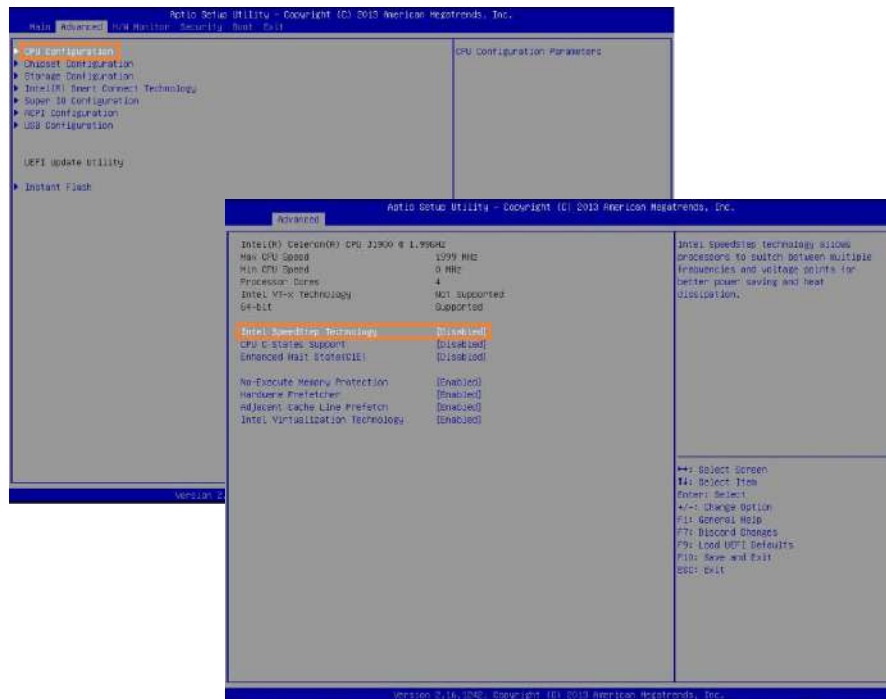 Aptio Setup Utility - Copyright (C) 2013 American Megatrends, Inc.
Main Advanced H/W Monitor Security Boot Exit
CPU Configuration
Chipset Configuration
Storage Configuration
Intel(R) Smart Connect Technology
Super IO Configuration
ACPI Configuration
USB Configuration
UEFI Update Utility
Instant Flash
CPU Configuration Parameters
Version 2.
Aptio Setup Utility - Copyright (C) 2013 American Megatrends, Inc.
Advanced
Intel(R) Celeron(R) CPU J1900 @ 1.99GHz
Max CPU Speed 1999 MHz
Min CPU Speed 0 MHz
Processor Cores 4
Intel VT-x Technology Not Supported
64-bit Supported
Intel SpeedStep Technology [Disabled]
CPU C-States Support [Disabled]
Enhanced Halt State(C1E) [Disabled]
No-Execute Memory Protection [Enabled]
Hardware Prefetcher [Enabled]
Adjacent Cache Line Prefetch [Enabled]
Intel Virtualization Technology [Enabled]
Intel SpeedStep technology allows
processors to switch between multiple
frequencies and voltage points for
better power saving and heat
dissipation.
↔: Select Screen
↑↓: Select Item
Enter: Select
+/-: Change Option
F1: General Help
F7: Discard Changes
F9: Load UEFI Defaults
F10: Save and Exit
ESC: Exit
Version 2.16.1242. Copyright (C) 2013 American Megatrends, Inc.